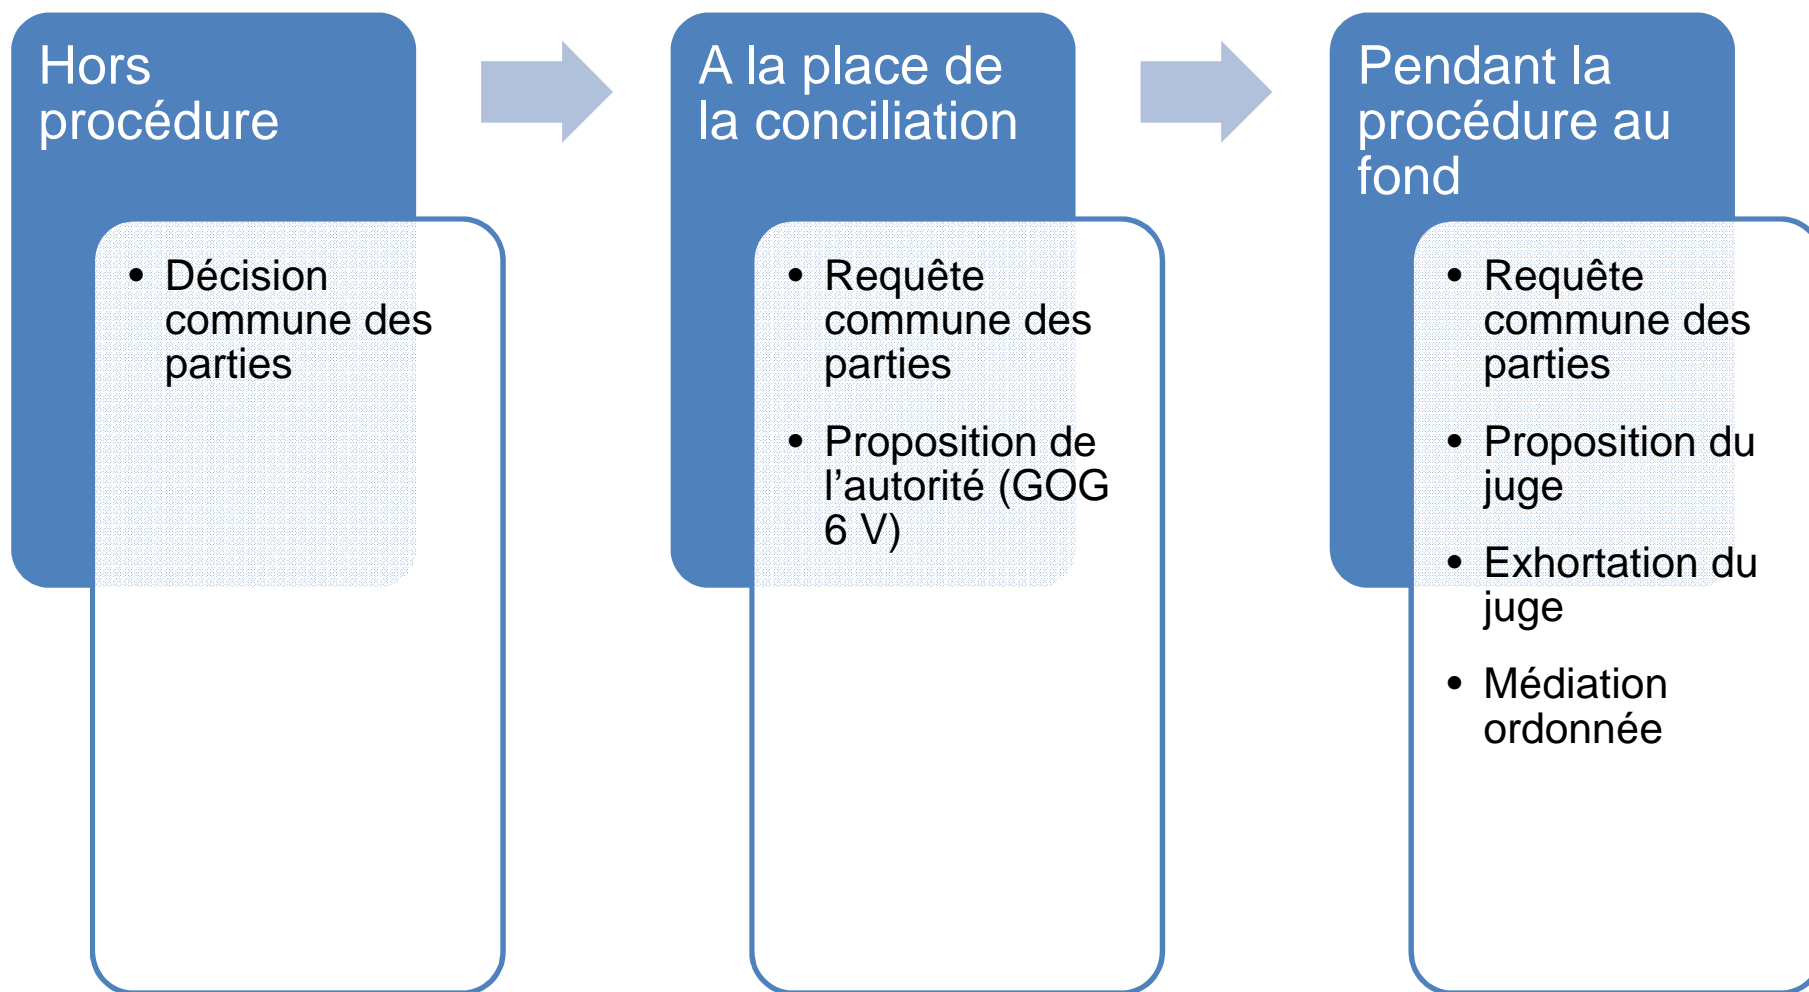 Hors
procédure
• Décision
commune des
parties
A la place de
la conciliation
• Requête
commune des
parties
• Proposition de
l’autorité (GOG
6 V)
Pendant la
procédure au
fond
• Requête
commune des
parties
• Proposition du
juge
• Exhortation du
juge
• Médiation
ordonnée